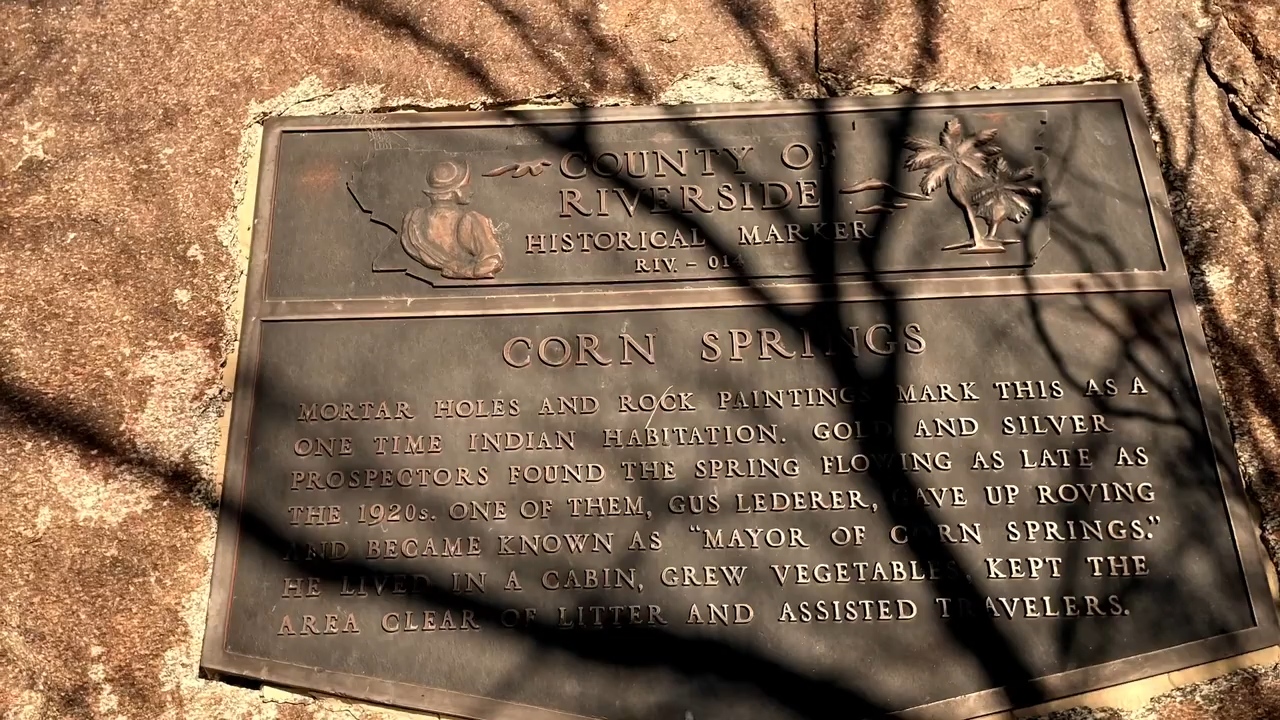 COUNTY OF
RIVERSIDE
HISTORICAL MARKER
RIV. - 014
CORN SPRINGS
MORTAR HOLES AND ROCK PAINTINGS MARK THIS AS A
ONE TIME INDIAN HABITATION. GOLD AND SILVER
PROSPECTORS FOUND THE SPRING FLOWING AS LATE AS
THE 1920s. ONE OF THEM, GUS LEDERER, GAVE UP ROVING
AND BECAME KNOWN AS "MAYOR OF CORN SPRINGS."
HE LIVED IN A CABIN, GREW VEGETABLES, KEPT THE
AREA CLEAR OF LITTER AND ASSISTED TRAVELERS.